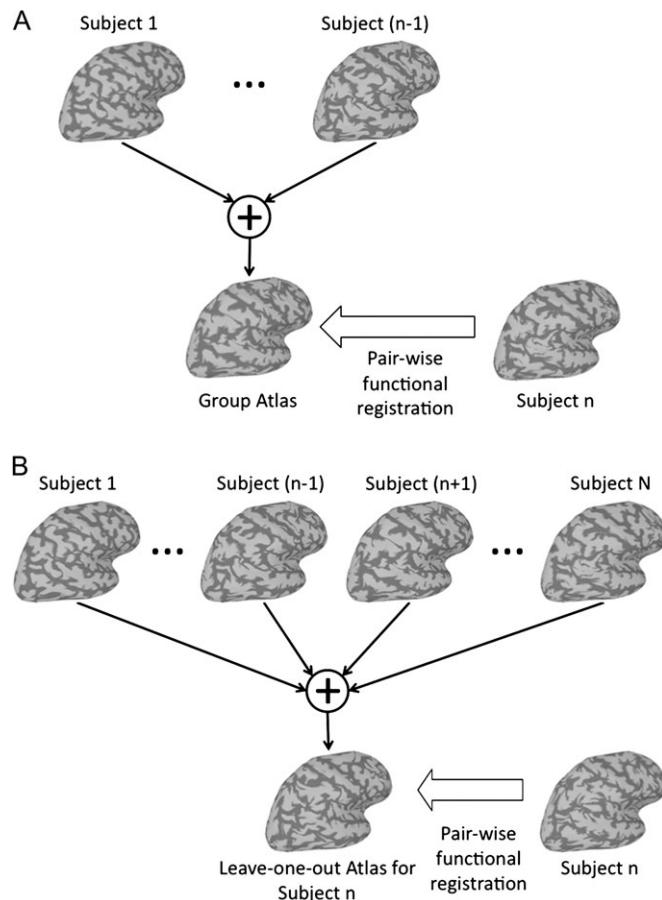 A
Subject 1
Subject (n-1)
...
+
Group Atlas
Pair-wise
functional
registration
Subject n
B
Subject 1
Subject (n-1)
Subject (n+1)
Subject N
...
...
+
Leave-one-out Atlas for
Subject n
Pair-wise
functional
registration
Subject n